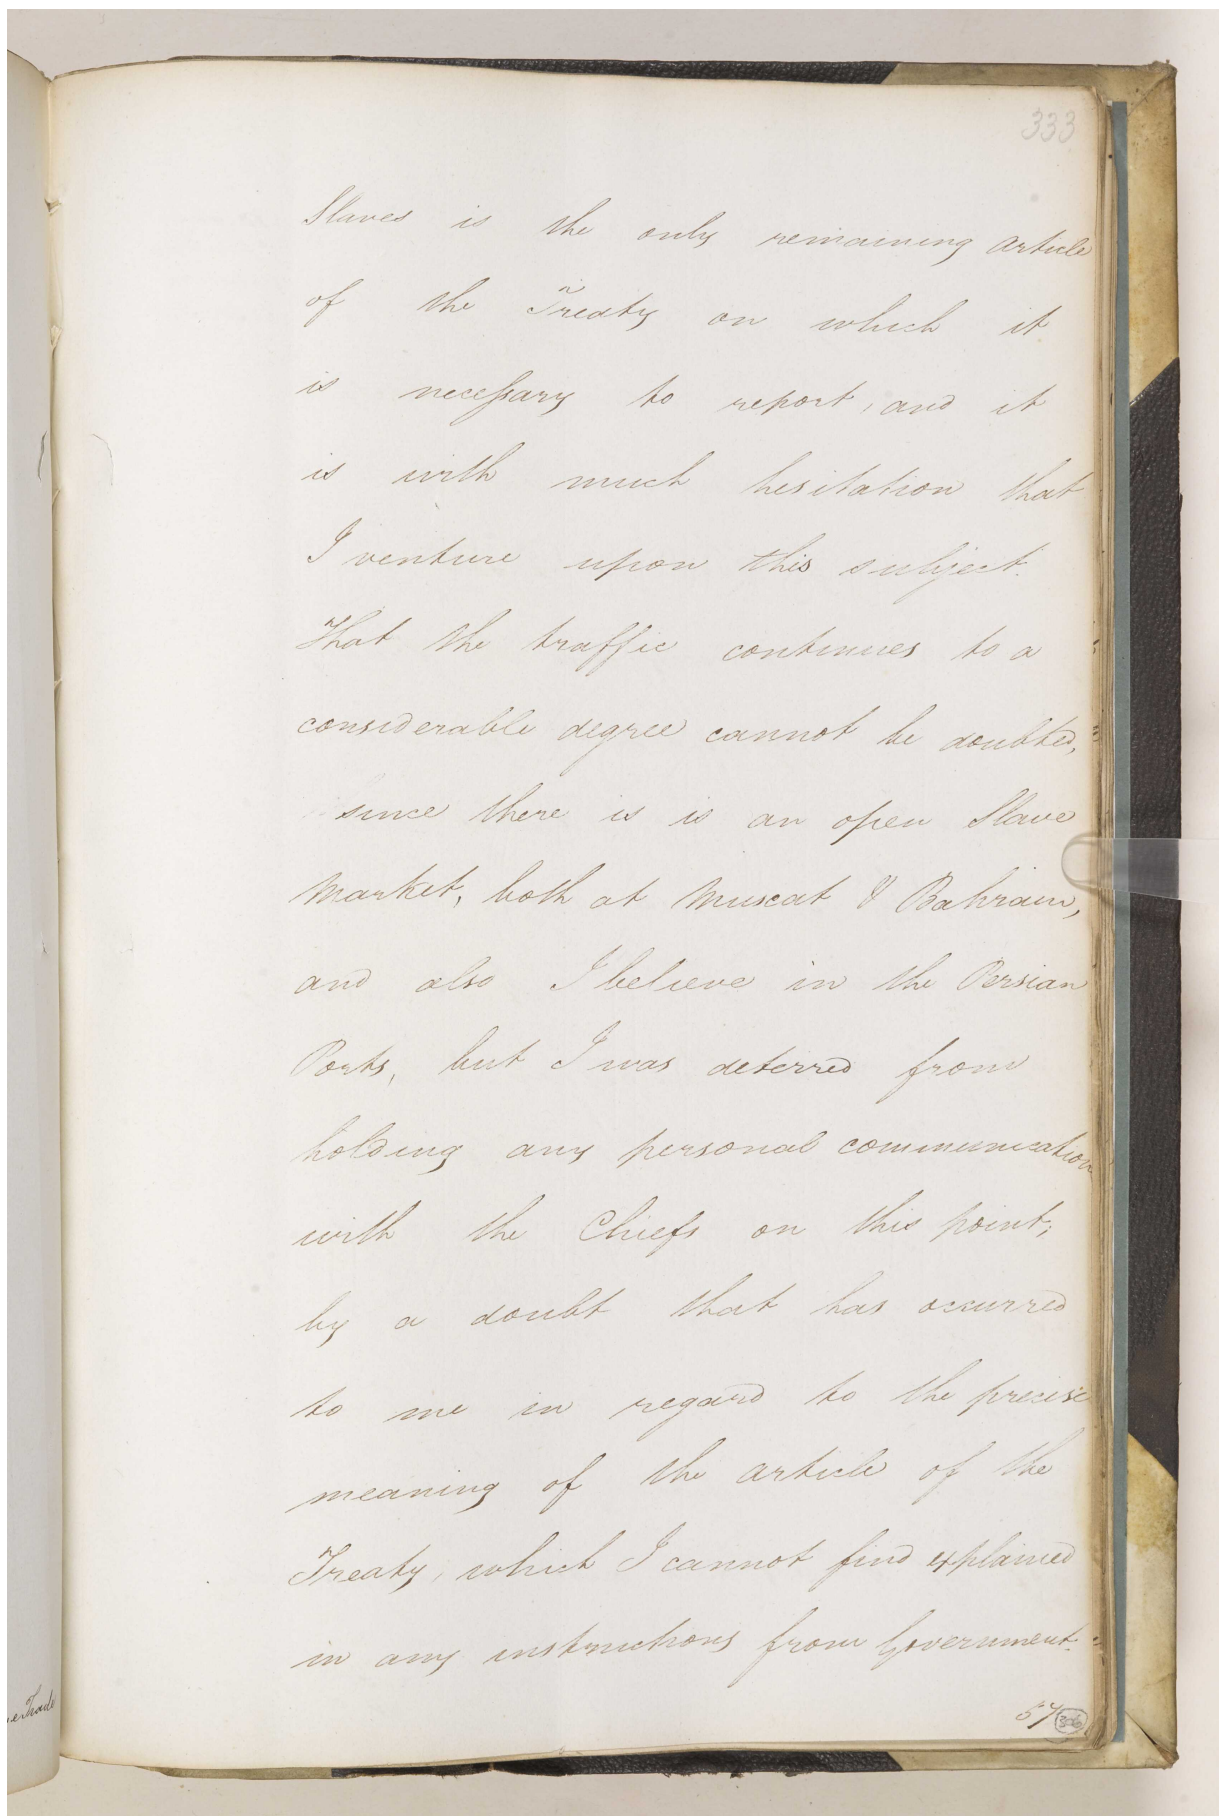 333
Slaves is the only remaining article
of the Treaty on which it
is necessary to report, and it
is with much hesitation that
I venture upon this subject.
That the traffic continues to a
considerable degree cannot be doubted,
since there is is an open Slave
Market, both at Muscat & Bahrain,
and also I believe in the Persian
Ports, but I was deterred from
holding any personal communication
with the Chiefs on this point;
by a doubt that has occurred
to me in regard to the precise
meaning of the article of the
Treaty, which I cannot find explained
in any instructions from Government.
57
306
e Trade